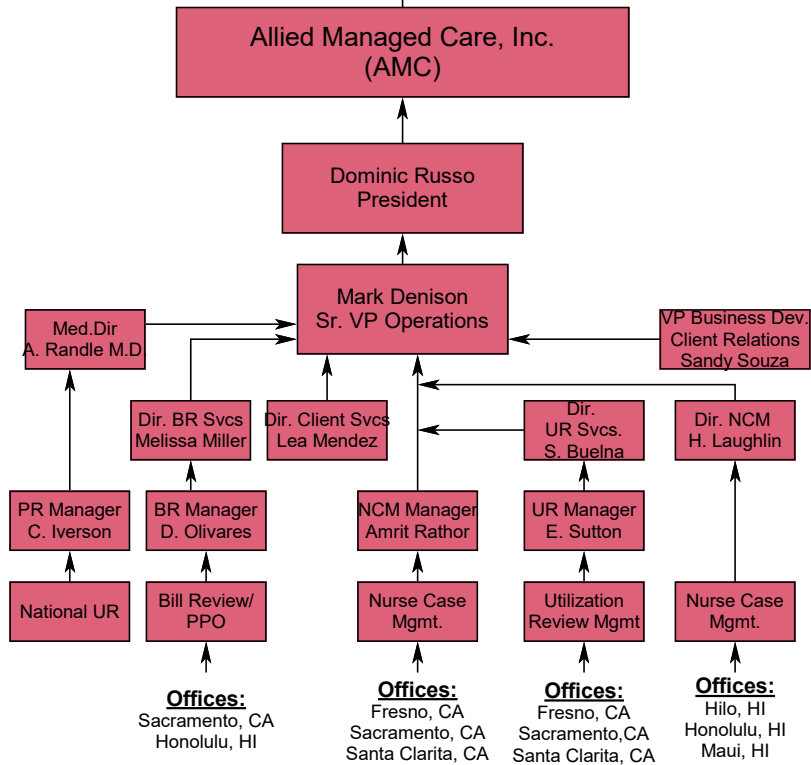 Allied Managed Care, Inc.
(AMC)
Dominic Russo
President
Mark Denison
Sr. VP Operations
Med.Dir
A. Randle M.D.
VP Business Dev.
Client Relations
Sandy Souza
Dir. BR Svcs
Melissa Miller
Dir. Client Svcs
Lea Mendez
Dir.
UR Svcs.
S. Buelna
Dir. NCM
H. Laughlin
PR Manager
C. Iverson
BR Manager
D. Olivares
NCM Manager
Amrit Rathor
UR Manager
E. Sutton
National UR
Bill Review/
PPO
Nurse Case
Mgmt.
Utilization
Review Mgmt
Nurse Case
Mgmt.
Offices:
Sacramento, CA
Honolulu, HI
Offices:
Fresno, CA
Sacramento, CA
Santa Clarita, CA
Offices:
Fresno, CA
Sacramento,CA
Santa Clarita, CA
Offices:
Hilo, HI
Honolulu, HI
Maui, HI